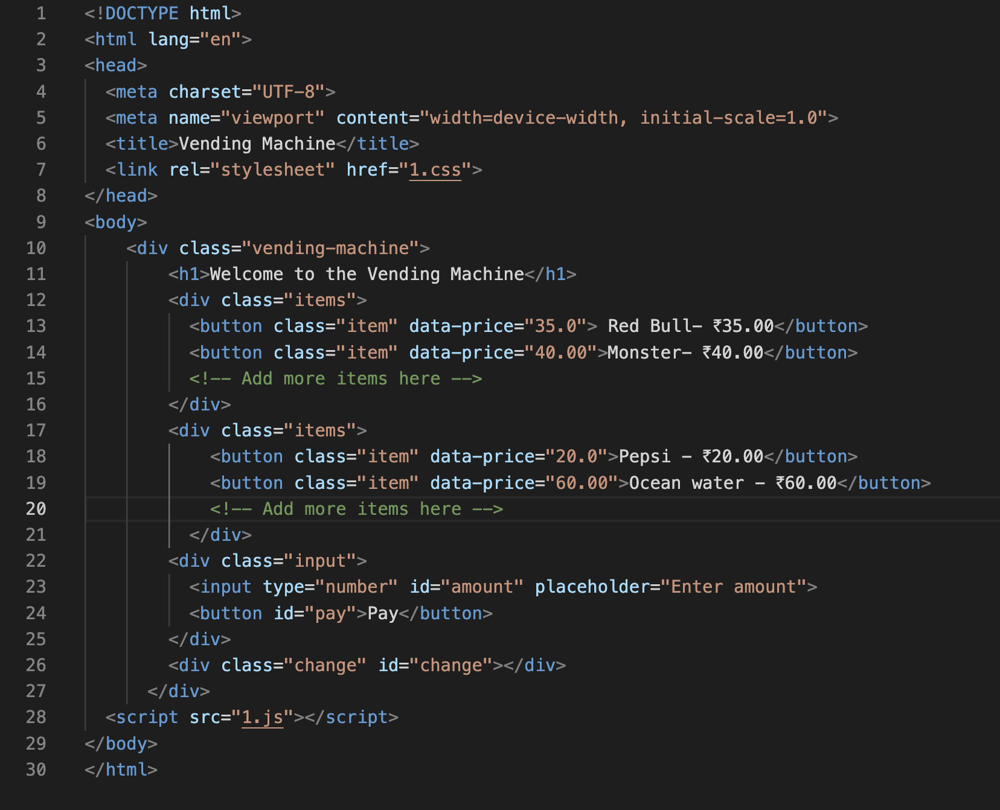 1 <!DOCTYPE html>
2 <html lang="en">
3 <head>
4   <meta charset="UTF-8">
5   <meta name="viewport" content="width=device-width, initial-scale=1.0">
6   <title>Vending Machine</title>
7   <link rel="stylesheet" href="1.css">
8 </head>
9 <body>
10     <div class="vending-machine">
11         <h1>Welcome to the Vending Machine</h1>
12         <div class="items">
13           <button class="item" data-price="35.0"> Red Bull- ₹35.00</button>
14           <button class="item" data-price="40.00">Monster- ₹40.00</button>
15           <!-- Add more items here -->
16         </div>
17         <div class="items">
18             <button class="item" data-price="20.0">Pepsi - ₹20.00</button>
19             <button class="item" data-price="60.00">Ocean water - ₹60.00</button>
20             <!-- Add more items here -->
21           </div>
22         <div class="input">
23           <input type="number" id="amount" placeholder="Enter amount">
24           <button id="pay">Pay</button>
25         </div>
26         <div class="change" id="change"></div>
27       </div>
28   <script src="1.js"></script>
29 </body>
30 </html>